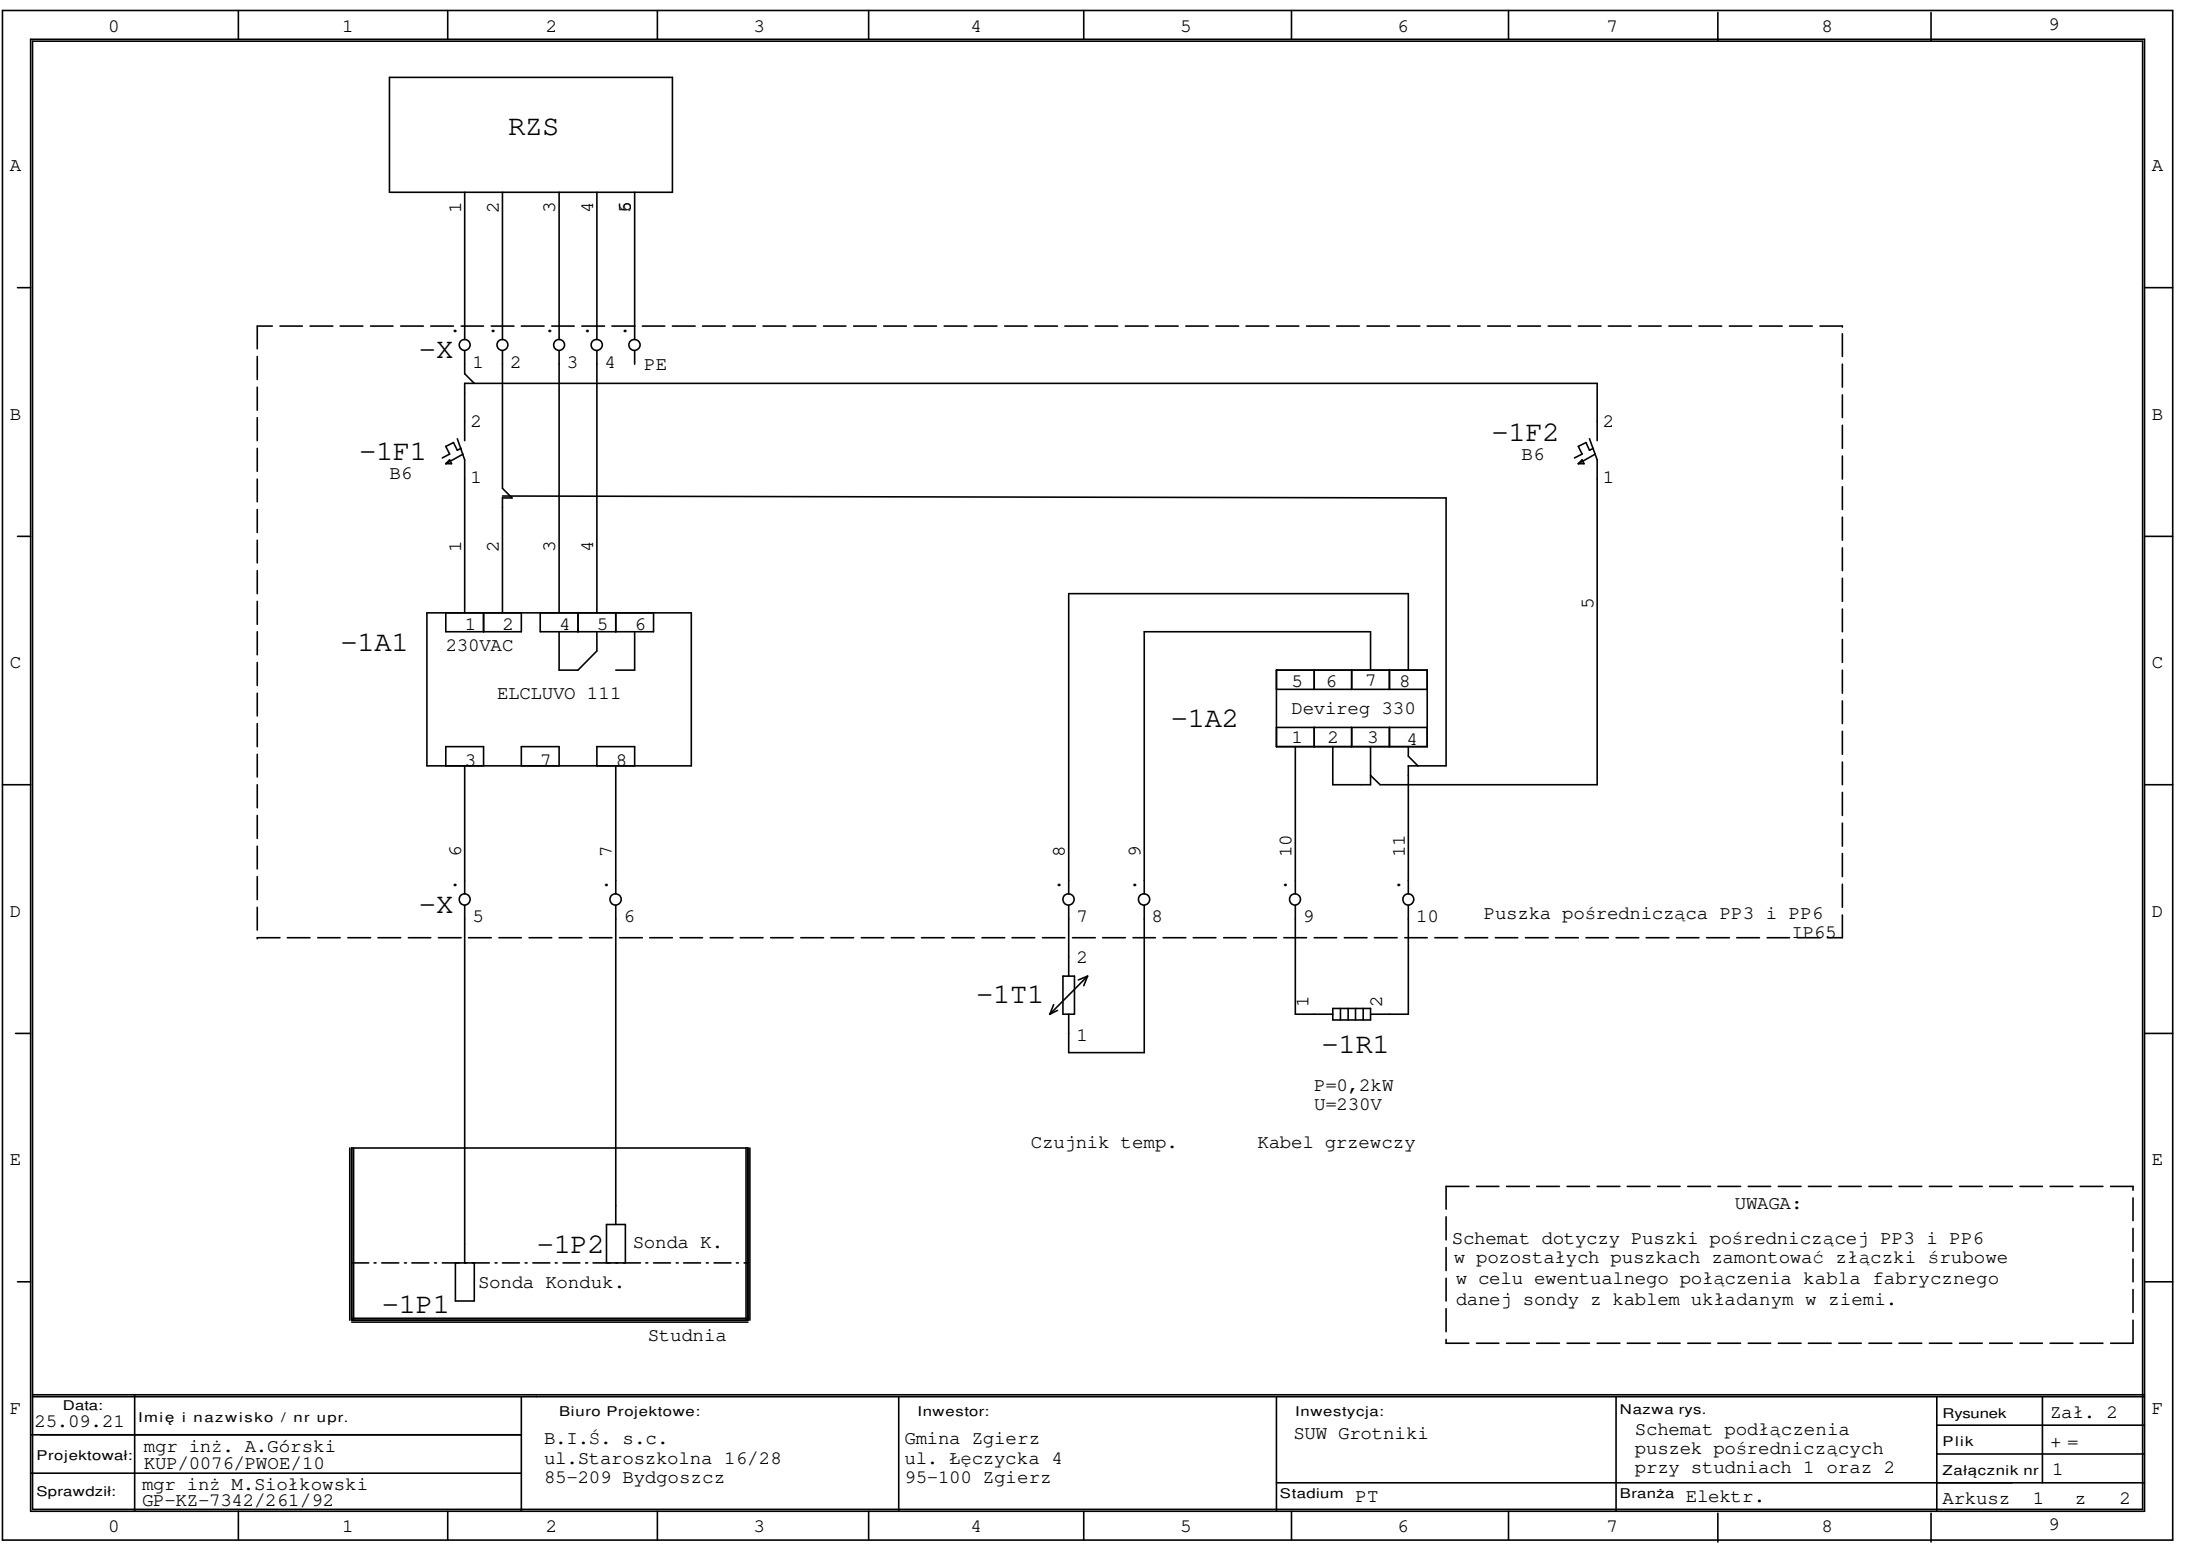 0 1 2 3 4 5 6 7 8 9
RZS
A A
1 2 3 4 5
-X 1 2 3 4 PE
B B
2 2
-1F1 -1F2
B6 B6
1 1
1 2 3 4
5
1 2 4 5 6
-1A1 230VAC
C C
ELCLUVO 111
5 6 7 8
-1A2 Devireg 330
1 2 3 4
3 7 8
6 7 8 9 10 11
-X 5 6 7 8 9 10
D D
Puszka pośrednicząca PP3 i PP6
IP65
2
-1T1
1
1 2
-1R1
P=0,2kW
U=230V
Czujnik temp. Kabel grzewczy
E E
-1P2 Sonda K.
Sonda Konduk.
-1P1
Studnia
UWAGA:
Schemat dotyczy Puszki pośredniczącej PP3 i PP6
w pozostałych puszkach zamontować złączki śrubowe
w celu ewentualnego połączenia kabla fabrycznego
danej sondy z kablem układanym w ziemi.
F F
Data:
25.09.21
Imię i nazwisko / nr upr.
Projektował:
mgr inż. A.Górski
KUP/0076/PWOE/10
Sprawdził:
mgr inż M.Siołkowski
GP-KZ-7342/261/92
Biuro Projektowe:
B.I.Ś. s.c.
ul.Staroszkolna 16/28
85-209 Bydgoszcz
Inwestor:
Gmina Zgierz
ul. Łęczycka 4
95-100 Zgierz
Inwestycja:
SUW Grotniki
Stadium PT
Nazwa rys.
Schemat podłączenia
puszek pośredniczących
przy studniach 1 oraz 2
Branża Elektr.
Rysunek Zał. 2
Plik + =
Załącznik nr 1
Arkusz 1 z 2
0 1 2 3 4 5 6 7 8 9